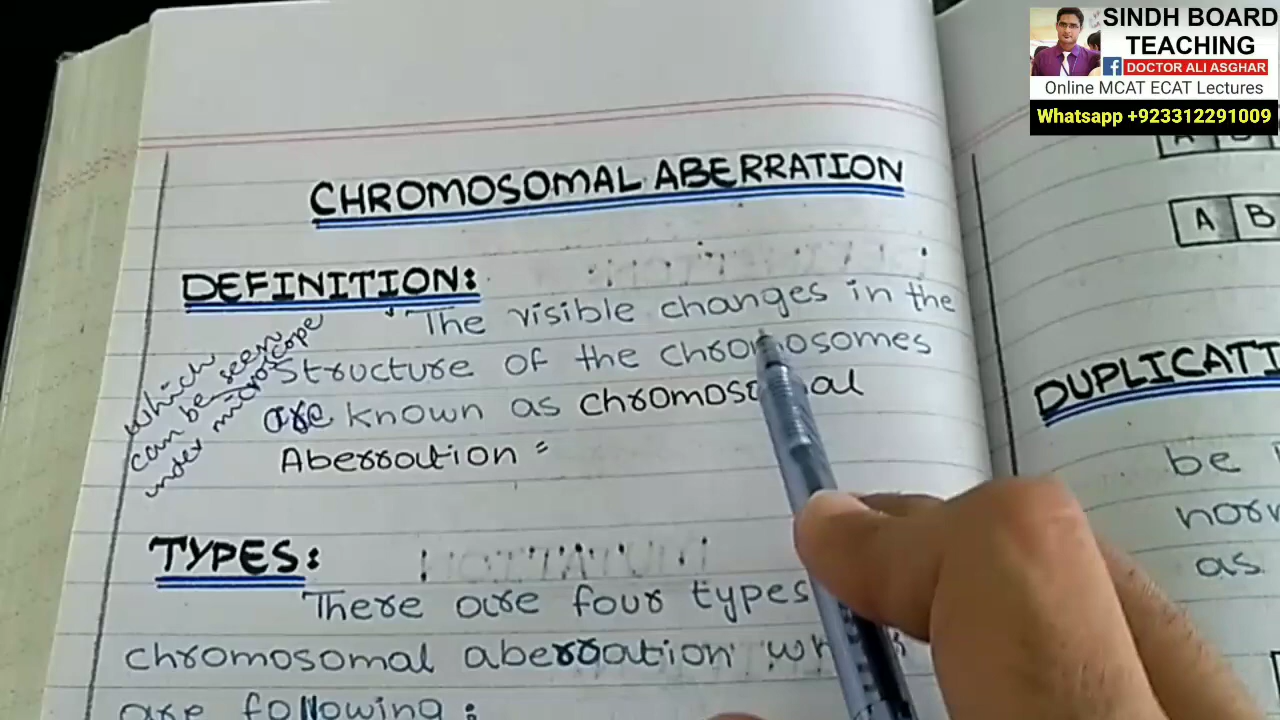 SINDH BOARD
TEACHING
DOCTOR ALI ASGHAR
Online MCAT ECAT Lectures
Whatsapp +923312291009
CHROMOSOMAL ABERRATION
DEFINITION:
"The visible changes in the
structure of the chromosomes
are known as chromosomal
Aberration =
which
can be seen
under microscope
TYPES:
There are four types
chromosomal aberration
are following:
A B
DUPLICATI
be
as